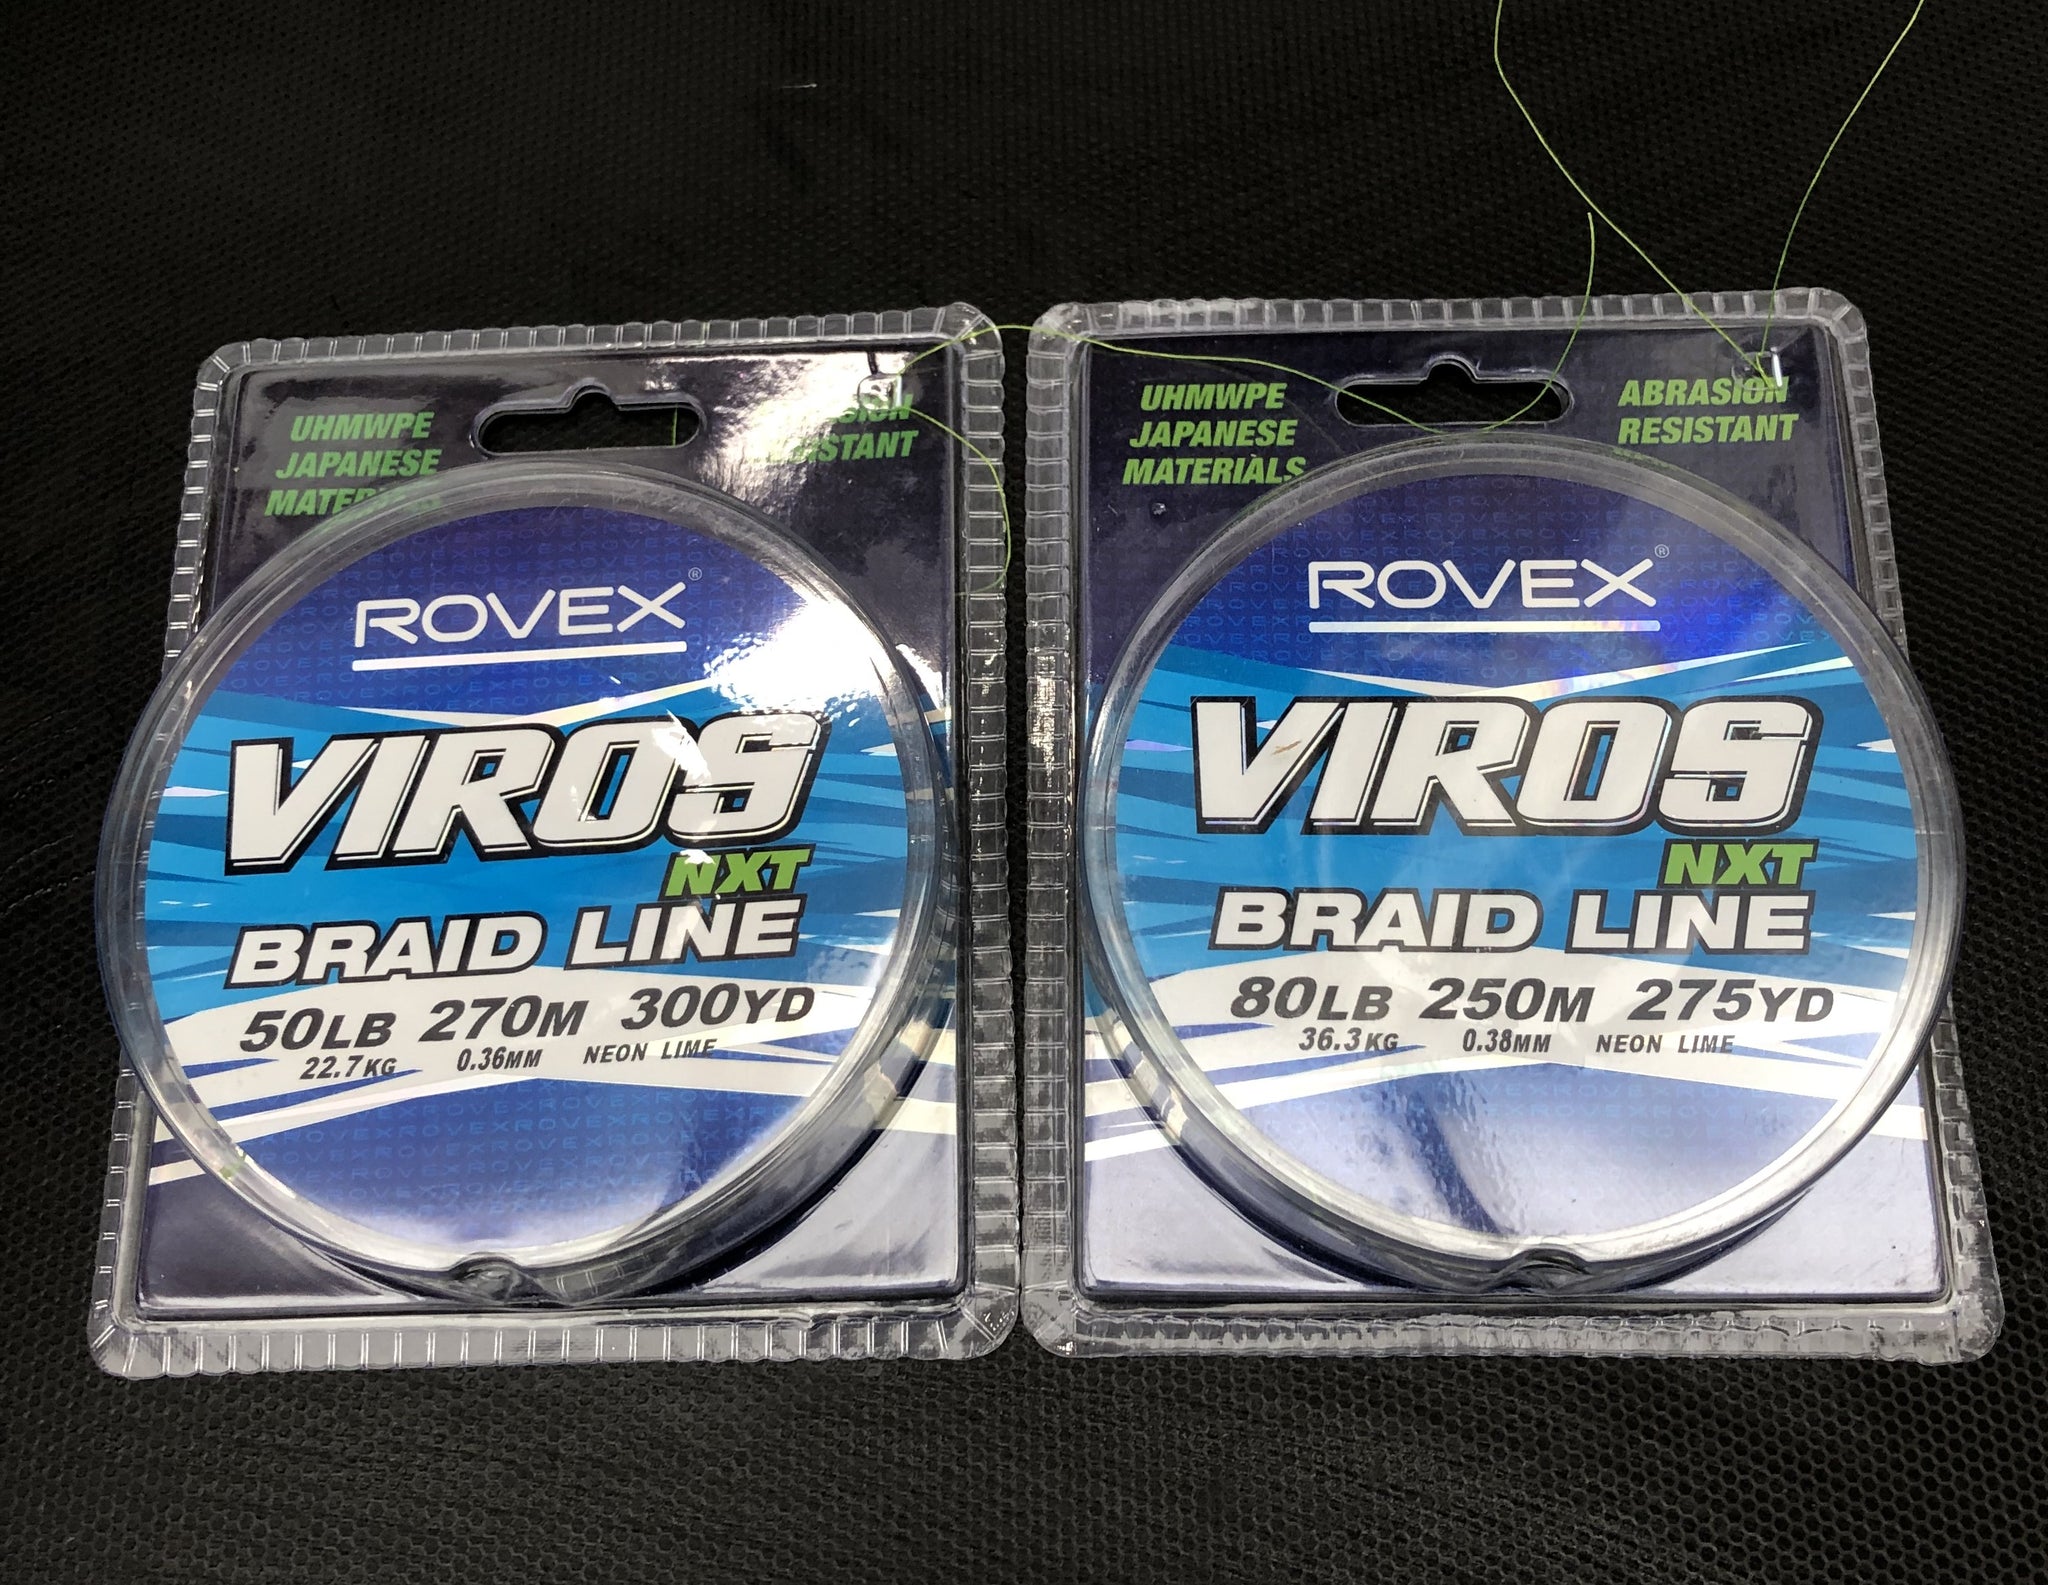 UHMWPE
JAPANESE
RESISTANT
ROVEX®
VIROS
NXT
BRAID LINE
50LB 270M 300YD
22.7KG 0.36MM NEON LIME
UHMWPE
JAPANESE
MATERIALS
ABRASION
RESISTANT
ROVEX®
VIROS
NXT
BRAID LINE
80LB 250M 275YD
36.3KG 0.38MM NEON LIME